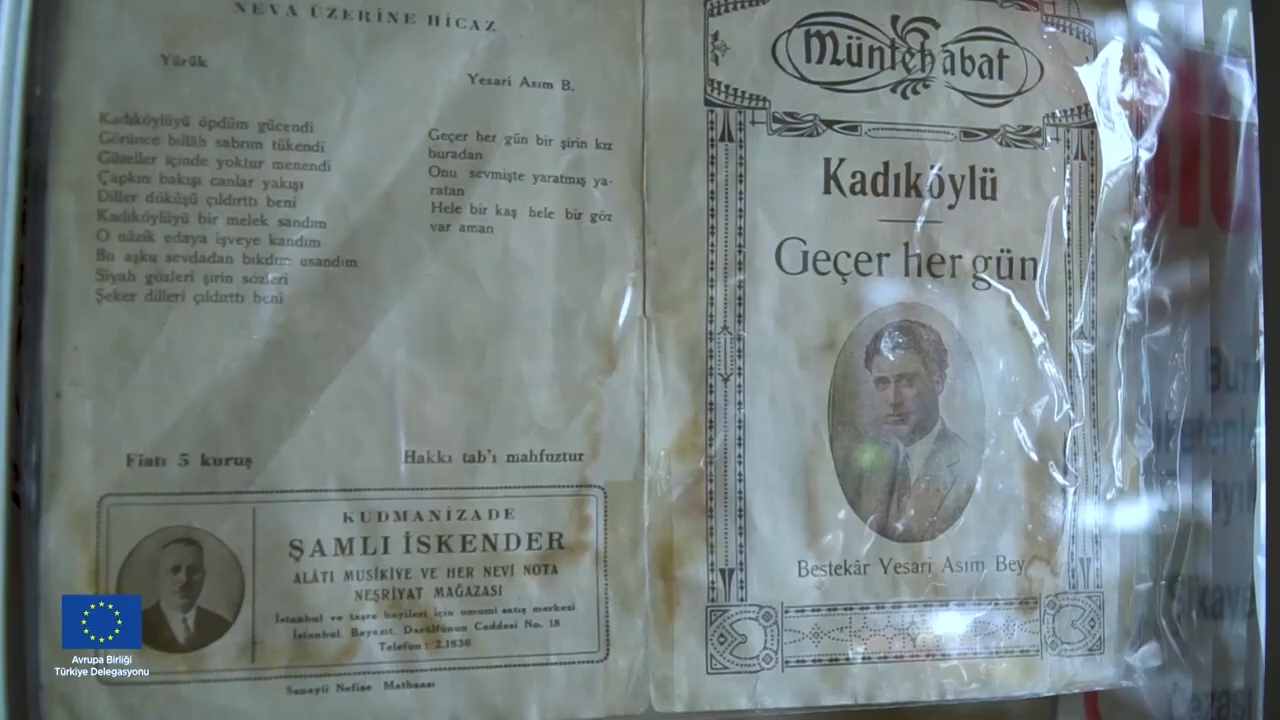 NEVA ÜZERİNE HİCAZ
Yürük
Yesari Asım B.
Kadıköylüyü öpdüm gücendi
Görünce billâh sabrım tükendi
Güzeller içinde yoktur menendi
Çapkın bakışı canlar yakışı
Diller döküşü çıldırttı beni
Kadıköylüyü bir melek sandım
O nâzik edaya işveye kandım
Bu aşku sevdadan bıkdım usandım
Siyah gözleri şirin sözleri
Şeker dilleri çıldırttı beni
Geçer her gün bir şirin kız
buradan
Onu sevmişte yaratmış ya-
ratan
Hele bir kaş hele bir göz
var aman
Fiatı 5 kuruş
Hakkı tab'ı mahfuztur
KUDMANİZADE
ŞAMLI İSKENDER
ALÂTI MUSİKİYE VE HER NEVİ NOTA
NEŞRİYAT MAĞAZASI
İstanbul ve taşra bayileri için umumi satış merkezi
İstanbul, Beyazıt, Darülfünun Caddesi No. 18
Telefon : 2.1836
Sanayii Nefise Matbaası
Müntehabat
Kadıköylü
Geçer her gün
Bestekâr Yesari Asım Bey
Avrupa Birliği
Türkiye Delegasyonu